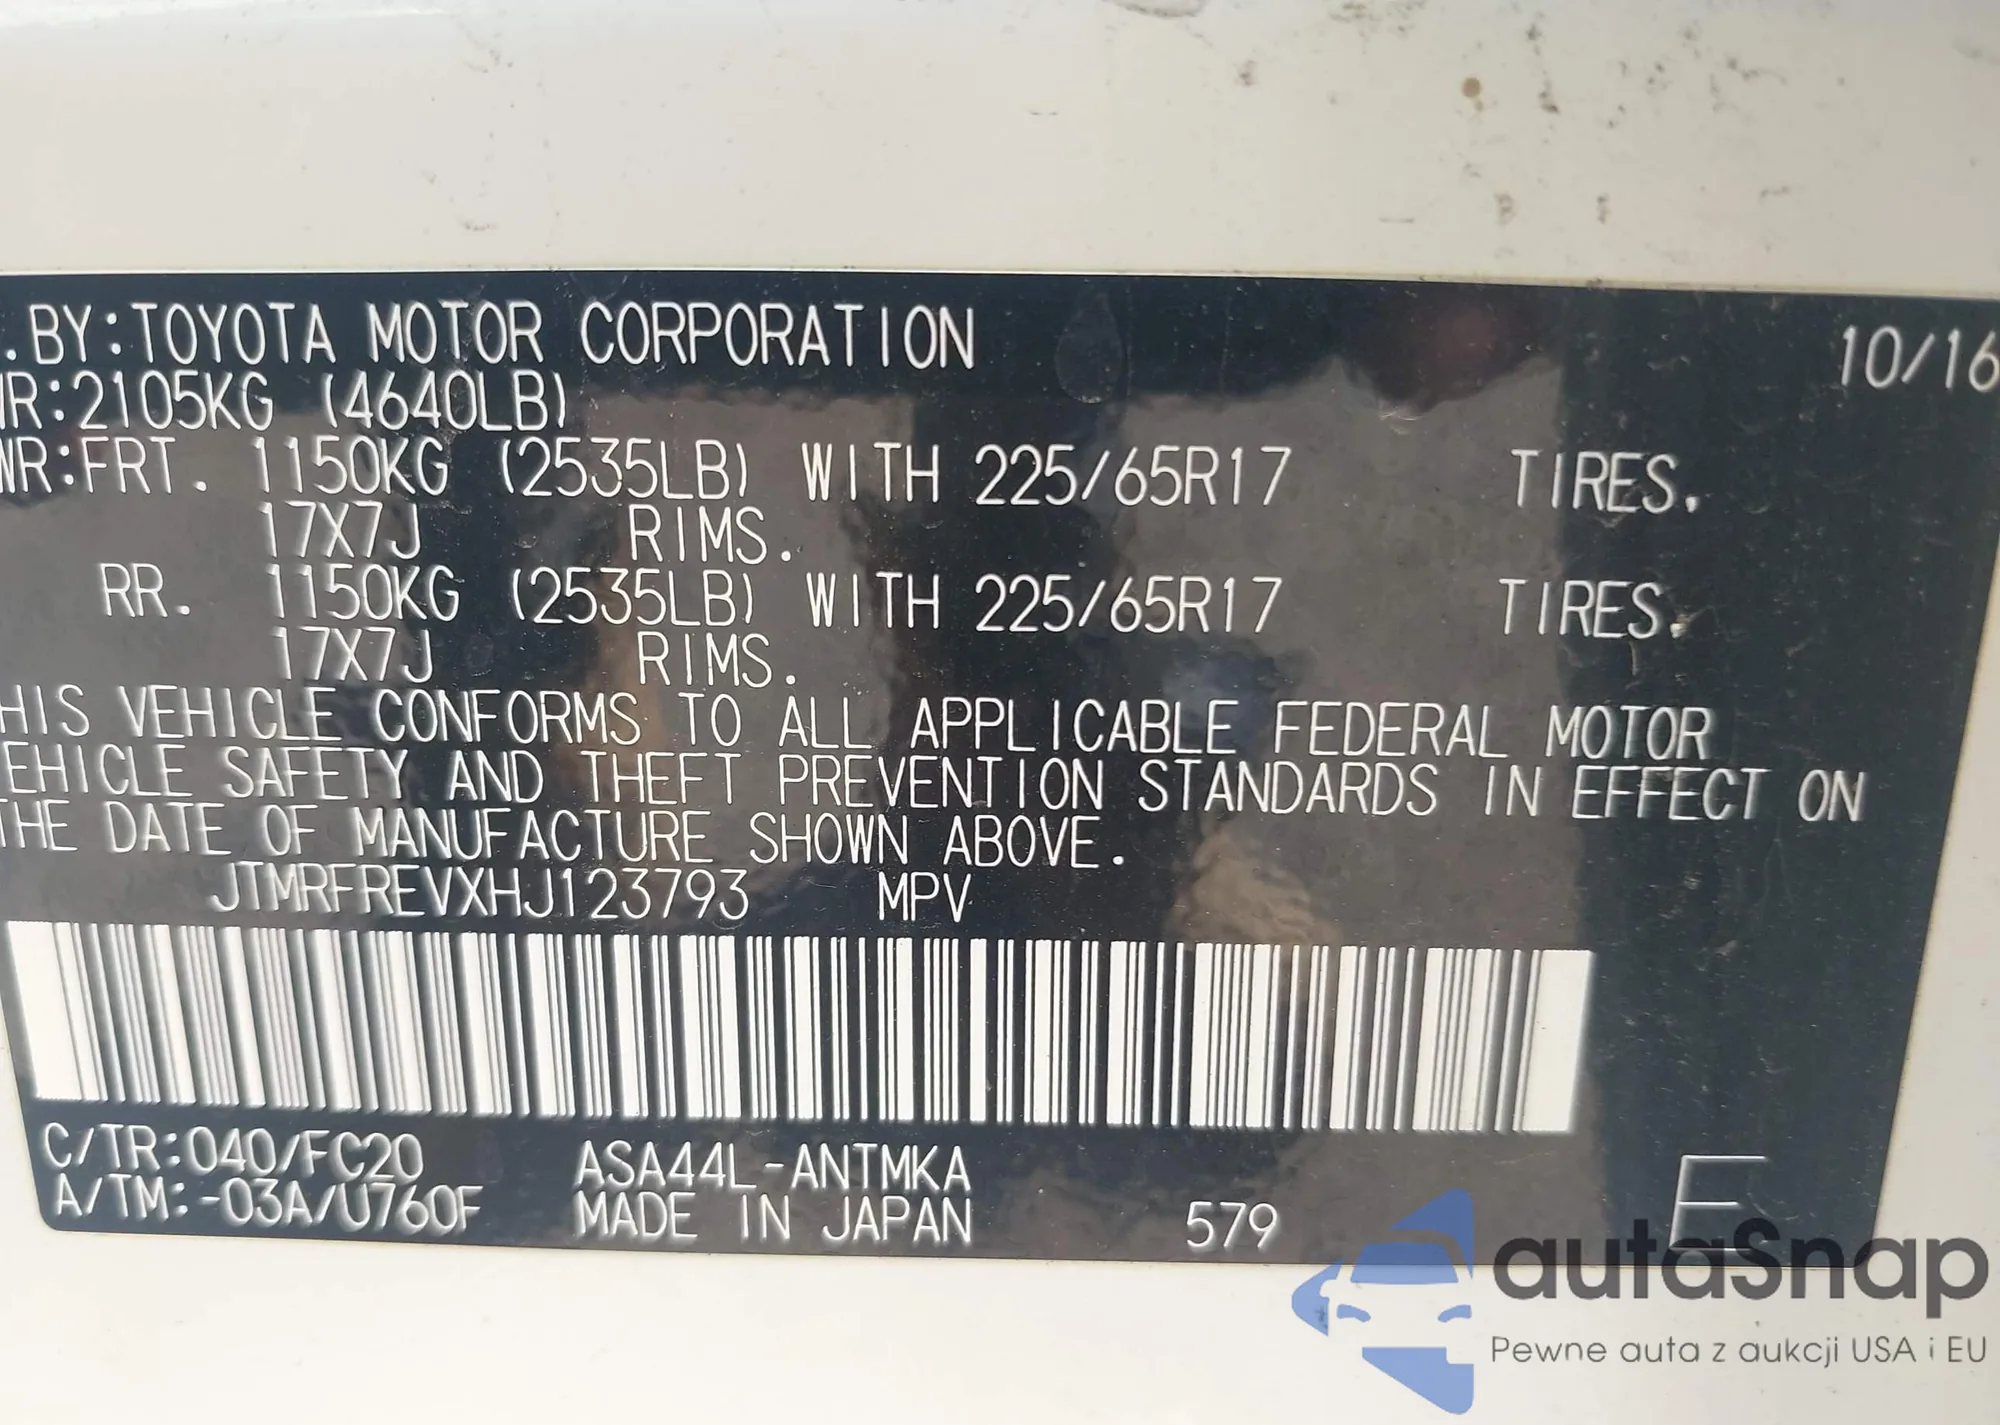 .BY:TOYOTA MOTOR CORPORATION 10/16
WR:2105KG (4640LB)
WR:FRT. 1150KG (2535LB) WITH 225/65R17 TIRES.
17X7J RIMS.
RR. 1150KG (2535LB) WITH 225/65R17 TIRES.
17X7J RIMS.
HIS VEHICLE CONFORMS TO ALL APPLICABLE FEDERAL MOTOR
EHICLE SAFETY AND THEFT PREVENTION STANDARDS IN EFFECT ON
THE DATE OF MANUFACTURE SHOWN ABOVE.
JTMRFREVXHJ123793 MPV
C/TR:040/FC20 ASA44L-ANTMKA
A/TM:-03A/U760F MADE IN JAPAN 579 E
autaSnap
Pewne auta z aukcji USA i EU